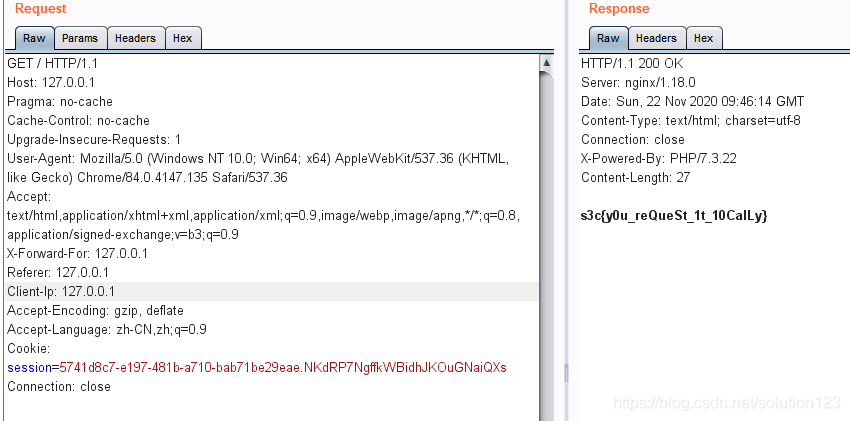 Request
Raw Params Headers Hex
GET / HTTP/1.1
Host: 127.0.0.1
Pragma: no-cache
Cache-Control: no-cache
Upgrade-Insecure-Requests: 1
User-Agent: Mozilla/5.0 (Windows NT 10.0; Win64; x64) AppleWebKit/537.36 (KHTML,
like Gecko) Chrome/84.0.4147.135 Safari/537.36
Accept:
text/html,application/xhtml+xml,application/xml;q=0.9,image/webp,image/apng,*/*;q=0.8,
application/signed-exchange;v=b3;q=0.9
X-Forward-For: 127.0.0.1
Referer: 127.0.0.1
Client-Ip: 127.0.0.1
Accept-Encoding: gzip, deflate
Accept-Language: zh-CN,zh;q=0.9
Cookie:
session=5741d8c7-e197-481b-a710-bab71be29eae.NKdRP7NgffkWBidhJKOuGNaiQXs
Connection: close
Response
Raw Headers Hex
HTTP/1.1 200 OK
Server: nginx/1.18.0
Date: Sun, 22 Nov 2020 09:46:14 GMT
Content-Type: text/html; charset=utf-8
Connection: close
X-Powered-By: PHP/7.3.22
Content-Length: 27
s3c{y0u_reQueSt_1t_10CalLy}
https://blog.csdn.net/solution123